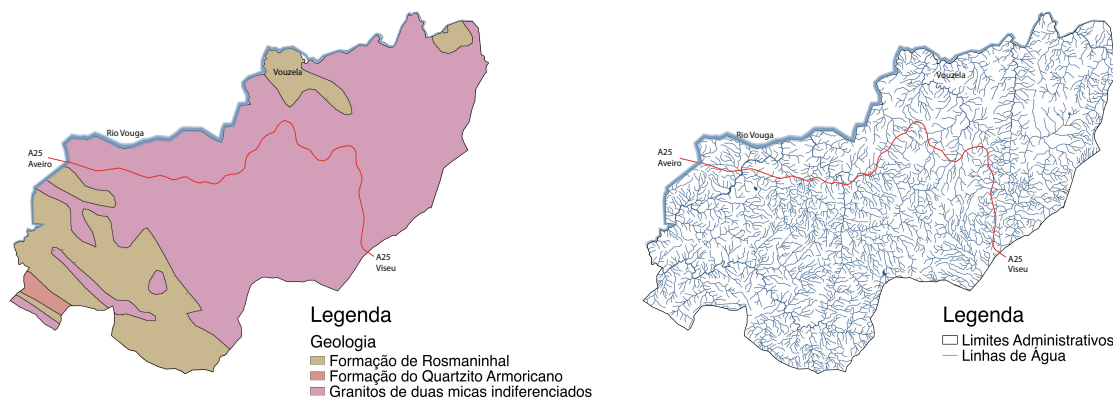 Vouzela
Rio Vouga
A25
Aveiro
A25
Viseu
Legenda
Geologia
Formação de Rosmaninhal
Formação do Quartzito Armoricano
Granitos de duas micas indiferenciados
Vouzela
Rio Vouga
A25
Aveiro
A25
Viseu
Legenda
Limites Administrativos
Linhas de Água